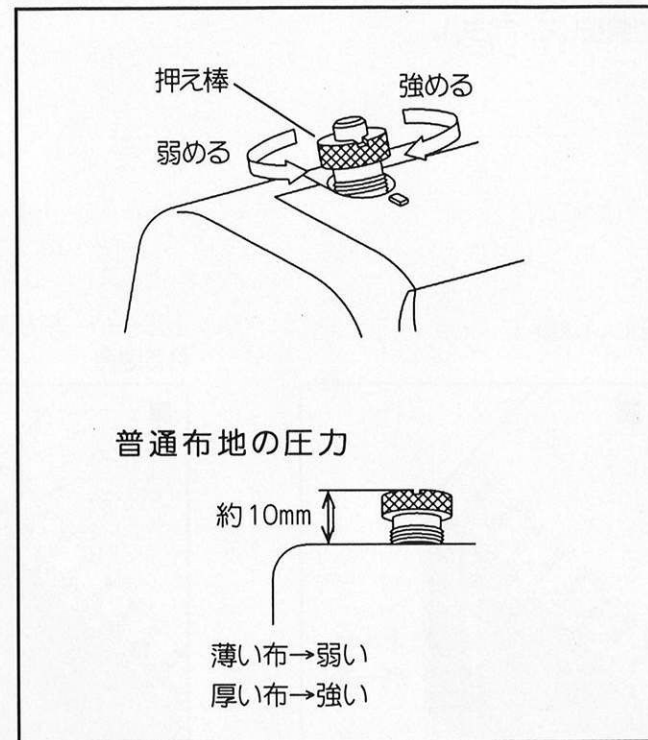 押え棒
強める
弱める
普通布地の圧力
約10mm
薄い布→弱い
厚い布→強い